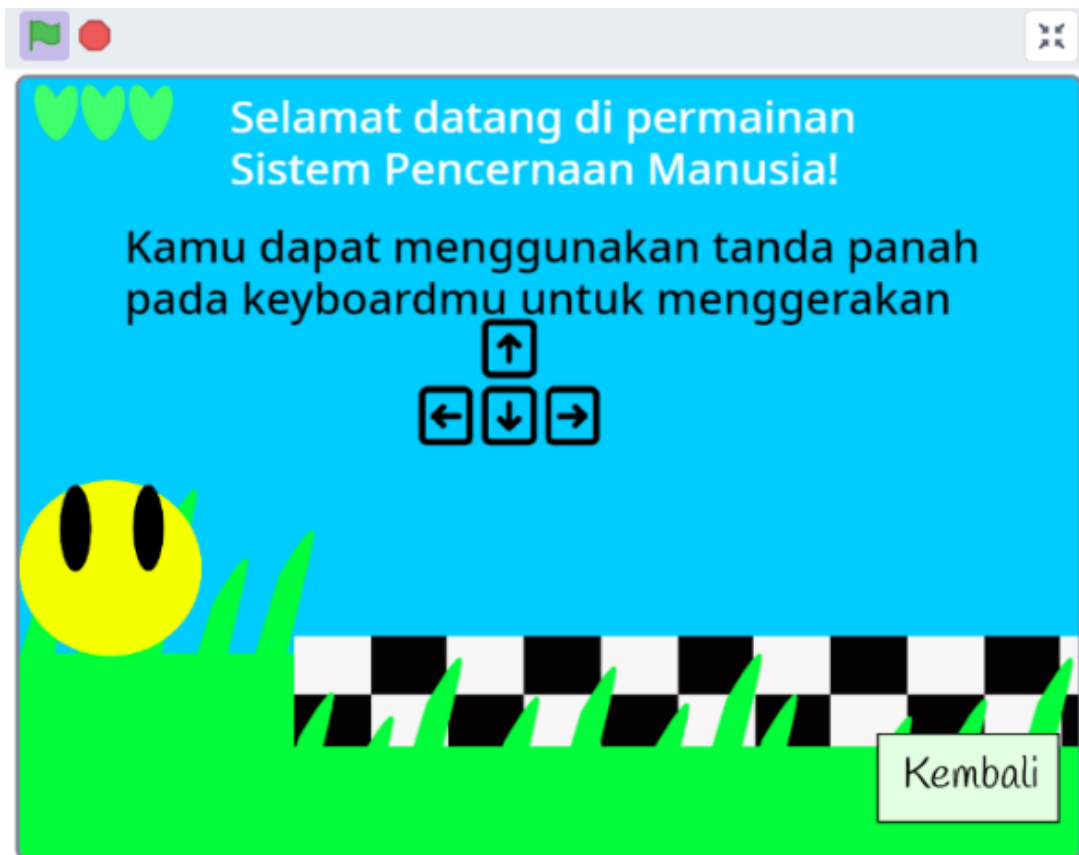 Selamat datang di permainan
Sistem Pencernaan Manusia!
Kamu dapat menggunakan tanda panah
pada keyboardmu untuk menggerakan
↑
← ↓ →
Kembali